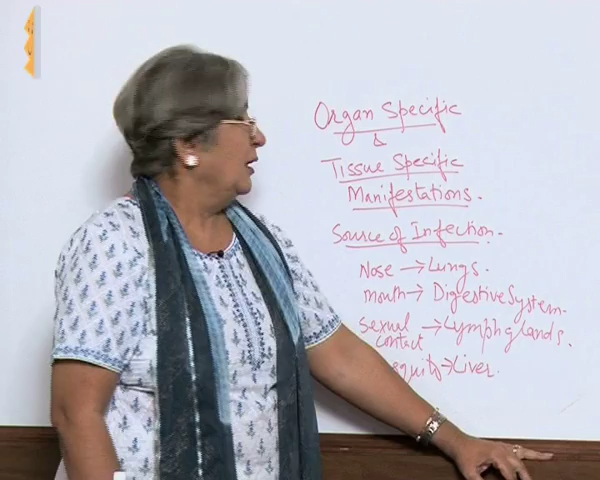 Organ Specific
&
Tissue Specific
Manifestations.
Source of Infection.
Nose → Lungs.
mouth → Digestive System.
Sexual contact → Lymph glands.
→ Liver.